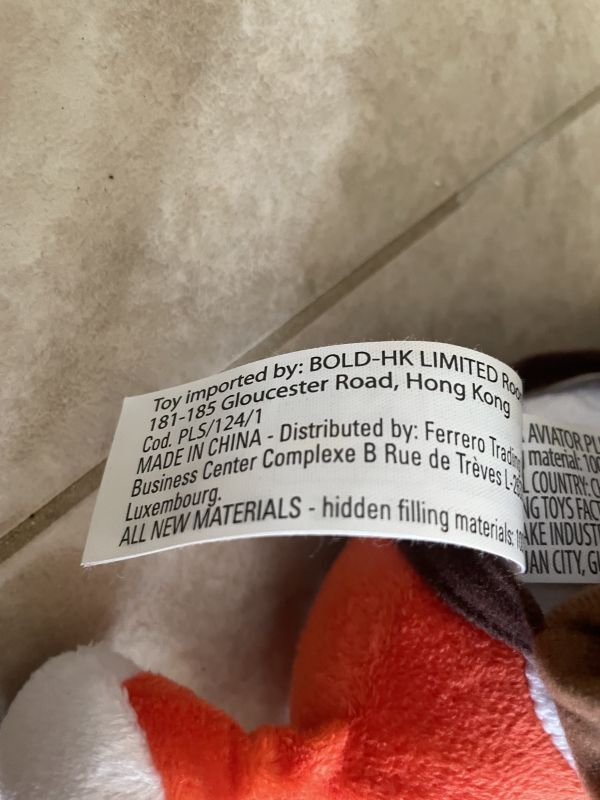 Toy imported by: BOLD-HK LIMITED
181-185 Gloucester Road, Hong Kong
Cod. PLS/124/1
MADE IN CHINA - Distributed by: Ferrero
Business Center Complexe B Rue de Trèves
Luxembourg.
ALL NEW MATERIALS - hidden filling materials:
AVIATOR
material:
COUNTRY:
TOYS
CITY,